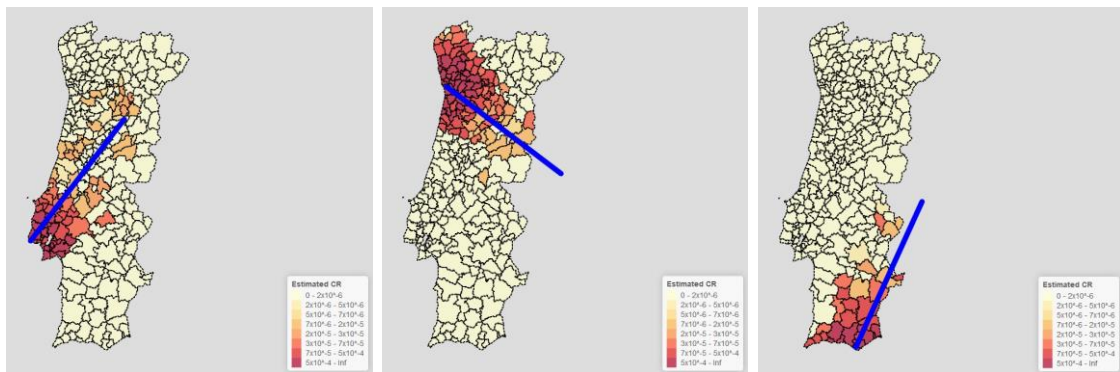 Estimated CR
0 - 2x10^-6
2x10^-6 - 5x10^-6
5x10^-6 - 7x10^-6
7x10^-6 - 2x10^-5
2x10^-5 - 3x10^-5
3x10^-5 - 7x10^-5
7x10^-5 - 5x10^-4
5x10^-4 - Inf
Estimated CR
0 - 2x10^-6
2x10^-6 - 5x10^-6
5x10^-6 - 7x10^-6
7x10^-6 - 2x10^-5
2x10^-5 - 3x10^-5
3x10^-5 - 7x10^-5
7x10^-5 - 5x10^-4
5x10^-4 - Inf
Estimated CR
0 - 2x10^-6
2x10^-6 - 5x10^-6
5x10^-6 - 7x10^-6
7x10^-6 - 2x10^-5
2x10^-5 - 3x10^-5
3x10^-5 - 7x10^-5
7x10^-5 - 5x10^-4
5x10^-4 - Inf